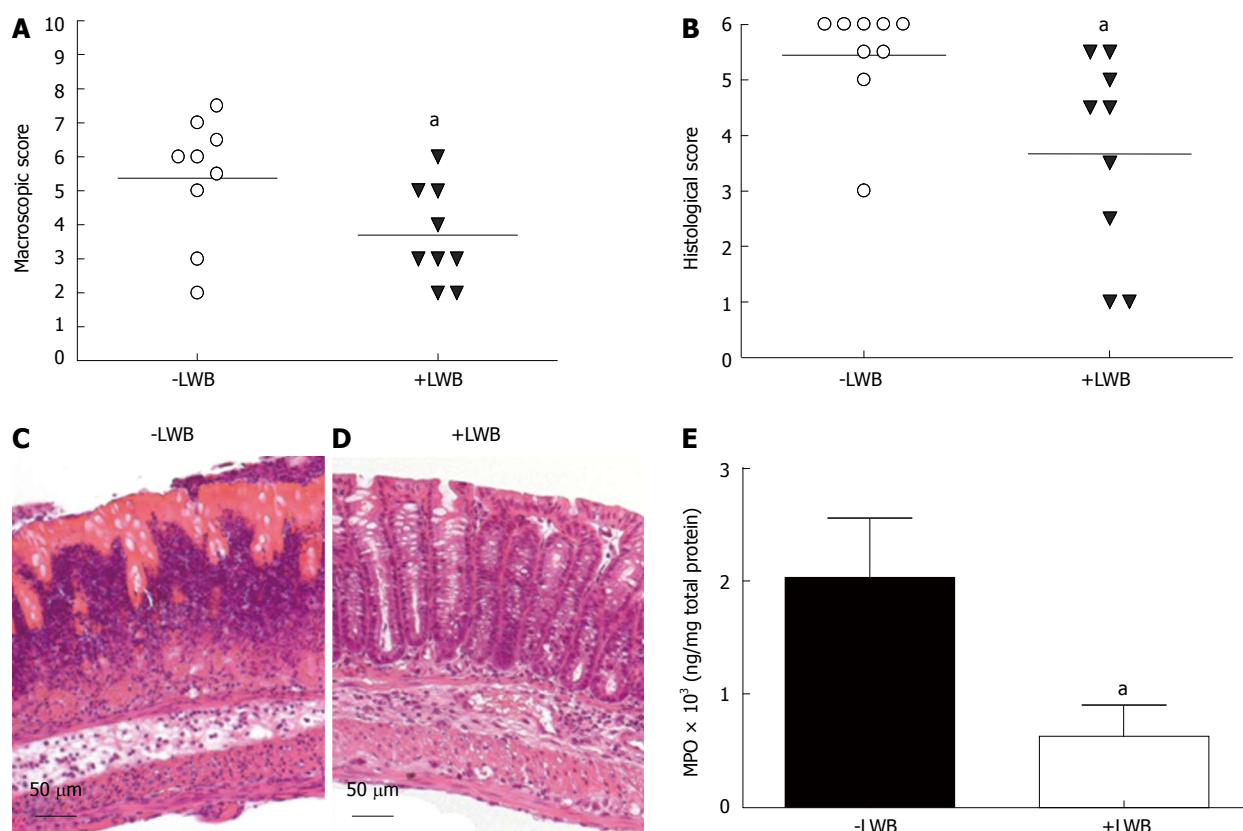 A
Macroscopic score
10
9
8
7
6
5
4
3
2
1
0
a
-LWB
+LWB
B
Histological score
6
5
4
3
2
1
0
a
-LWB
+LWB
C
-LWB
50 μm
D
+LWB
50 μm
E
MPO × 10³ (ng/mg total protein)
3
2
1
0
a
-LWB
+LWB